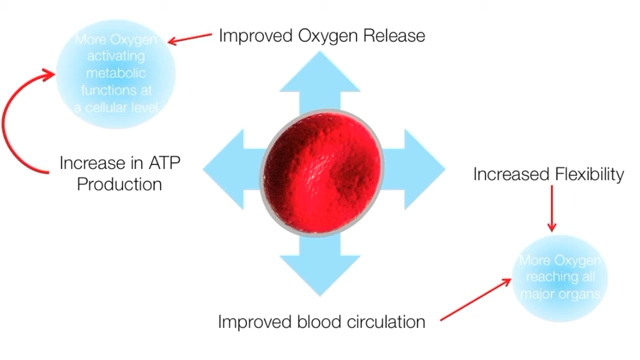 Improved Oxygen Release
More Oxygen
activating
metabolic
functions at
a cellular level
Increase in ATP
Production
Increased Flexibility
More Oxygen
reaching all
major organs
Improved blood circulation